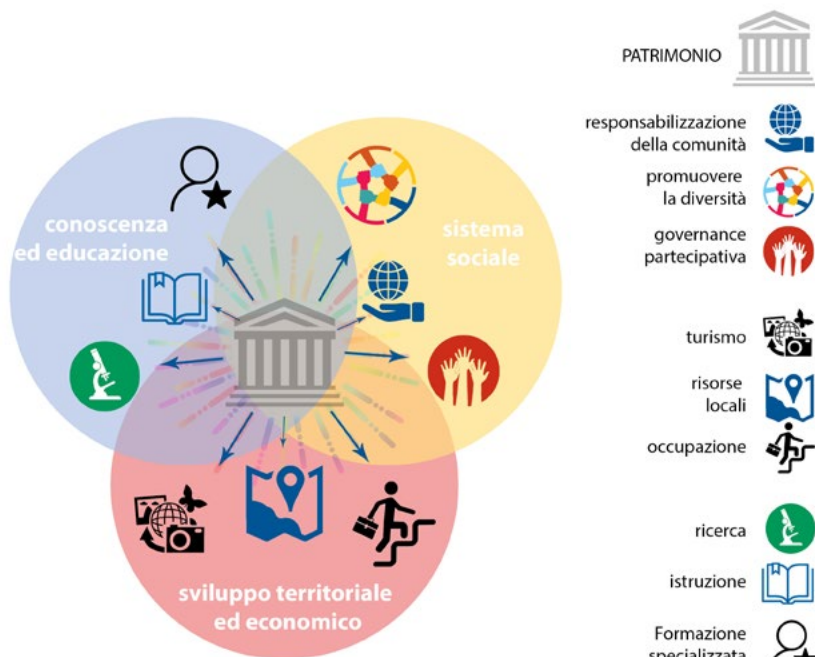 conoscenza
ed educazione
sistema
sociale
sviluppo territoriale
ed economico
PATRIMONIO
responsabilizzazione
della comunità
promuovere
la diversità
governance
partecipativa
turismo
risorse
locali
occupazione
ricerca
istruzione
Formazione
specializzata